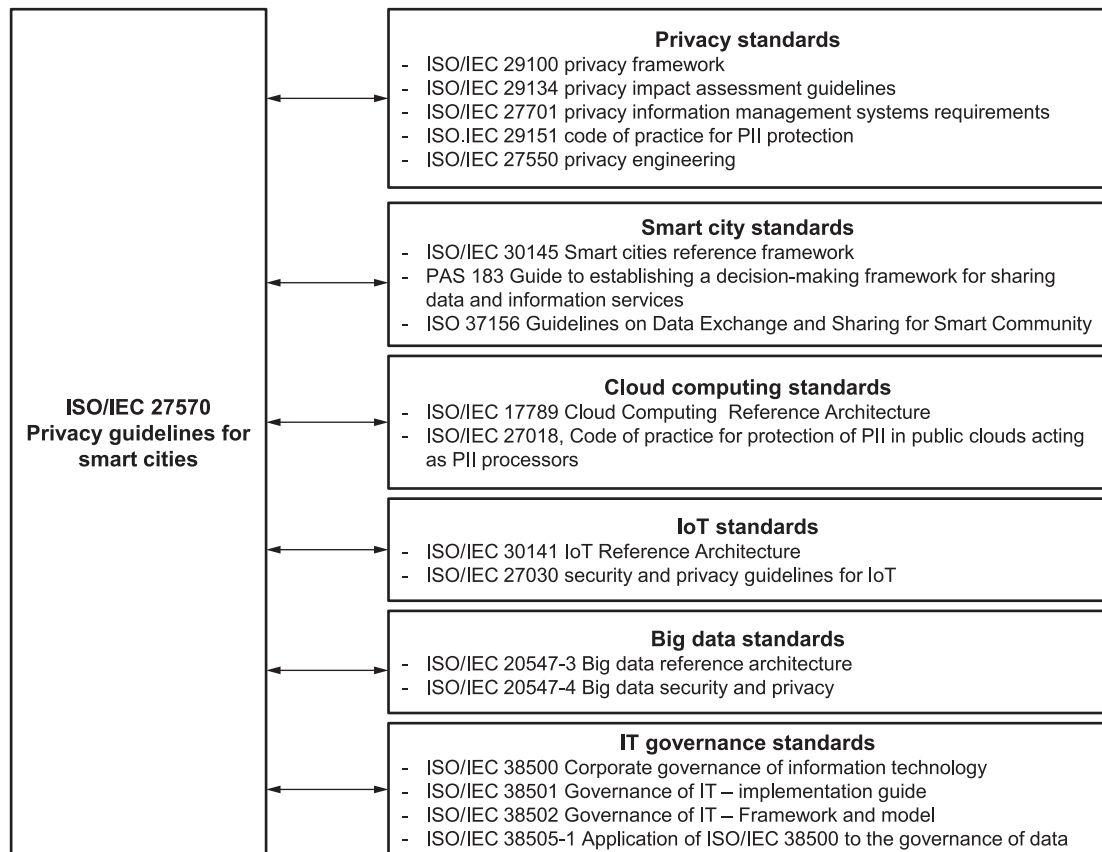 ISO/IEC 27570
Privacy guidelines for
smart cities
Privacy standards
- ISO/IEC 29100 privacy framework
- ISO/IEC 29134 privacy impact assessment guidelines
- ISO/IEC 27701 privacy information management systems requirements
- ISO.IEC 29151 code of practice for PII protection
- ISO/IEC 27550 privacy engineering
Smart city standards
- ISO/IEC 30145 Smart cities reference framework
- PAS 183 Guide to establishing a decision-making framework for sharing
data and information services
- ISO 37156 Guidelines on Data Exchange and Sharing for Smart Community
Cloud computing standards
- ISO/IEC 17789 Cloud Computing  Reference Architecture
- ISO/IEC 27018, Code of practice for protection of PII in public clouds acting
as PII processors
IoT standards
- ISO/IEC 30141 IoT Reference Architecture
- ISO/IEC 27030 security and privacy guidelines for IoT
Big data standards
- ISO/IEC 20547-3 Big data reference architecture
- ISO/IEC 20547-4 Big data security and privacy
IT governance standards
- ISO/IEC 38500 Corporate governance of information technology
- ISO/IEC 38501 Governance of IT – implementation guide
- ISO/IEC 38502 Governance of IT – Framework and model
- ISO/IEC 38505-1 Application of ISO/IEC 38500 to the governance of data